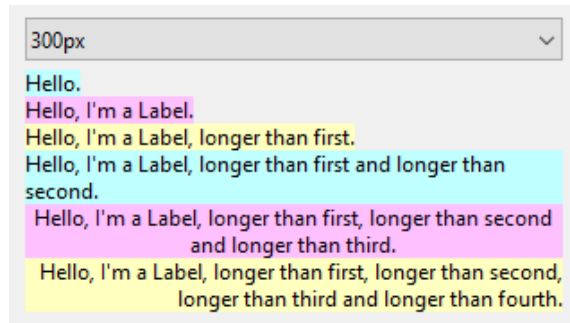 300px
Hello.
Hello, I'm a Label.
Hello, I'm a Label, longer than first.
Hello, I'm a Label, longer than first and longer than
second.
Hello, I'm a Label, longer than first, longer than second
and longer than third.
Hello, I'm a Label, longer than first, longer than second,
longer than third and longer than fourth.